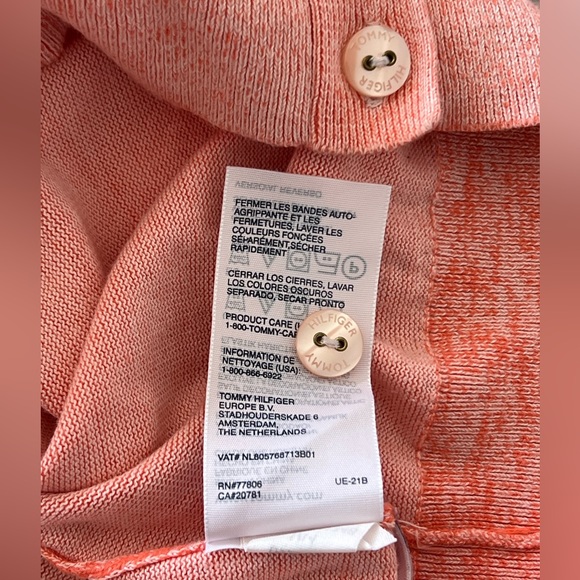 TOMMY HILFIGER
FERMER LES BANDES AUTO-
AGRIPPANTE ET LES
FERMETURES, LAVER LES
COULEURS FONCÉES
SÉPARÉMENT,SÉCHER
RAPIDEMENT
CERRAR LOS CIERRES, LAVAR
LOS COLORES OSCUROS
SEPARADO, SECAR PRONTO
PRODUCT CARE
1-800-TOMMY-CA
HILFIGER TOMMY
INFORMATION DE
NETTOYAGE (USA):
1-800-866-6922
TOMMY HILFIGER
EUROPE B.V.
STADHOUDERSKADE 6
AMSTERDAM,
THE NETHERLANDS
VAT# NL805768713B01
RN#77806 UE-21B
CA#20781